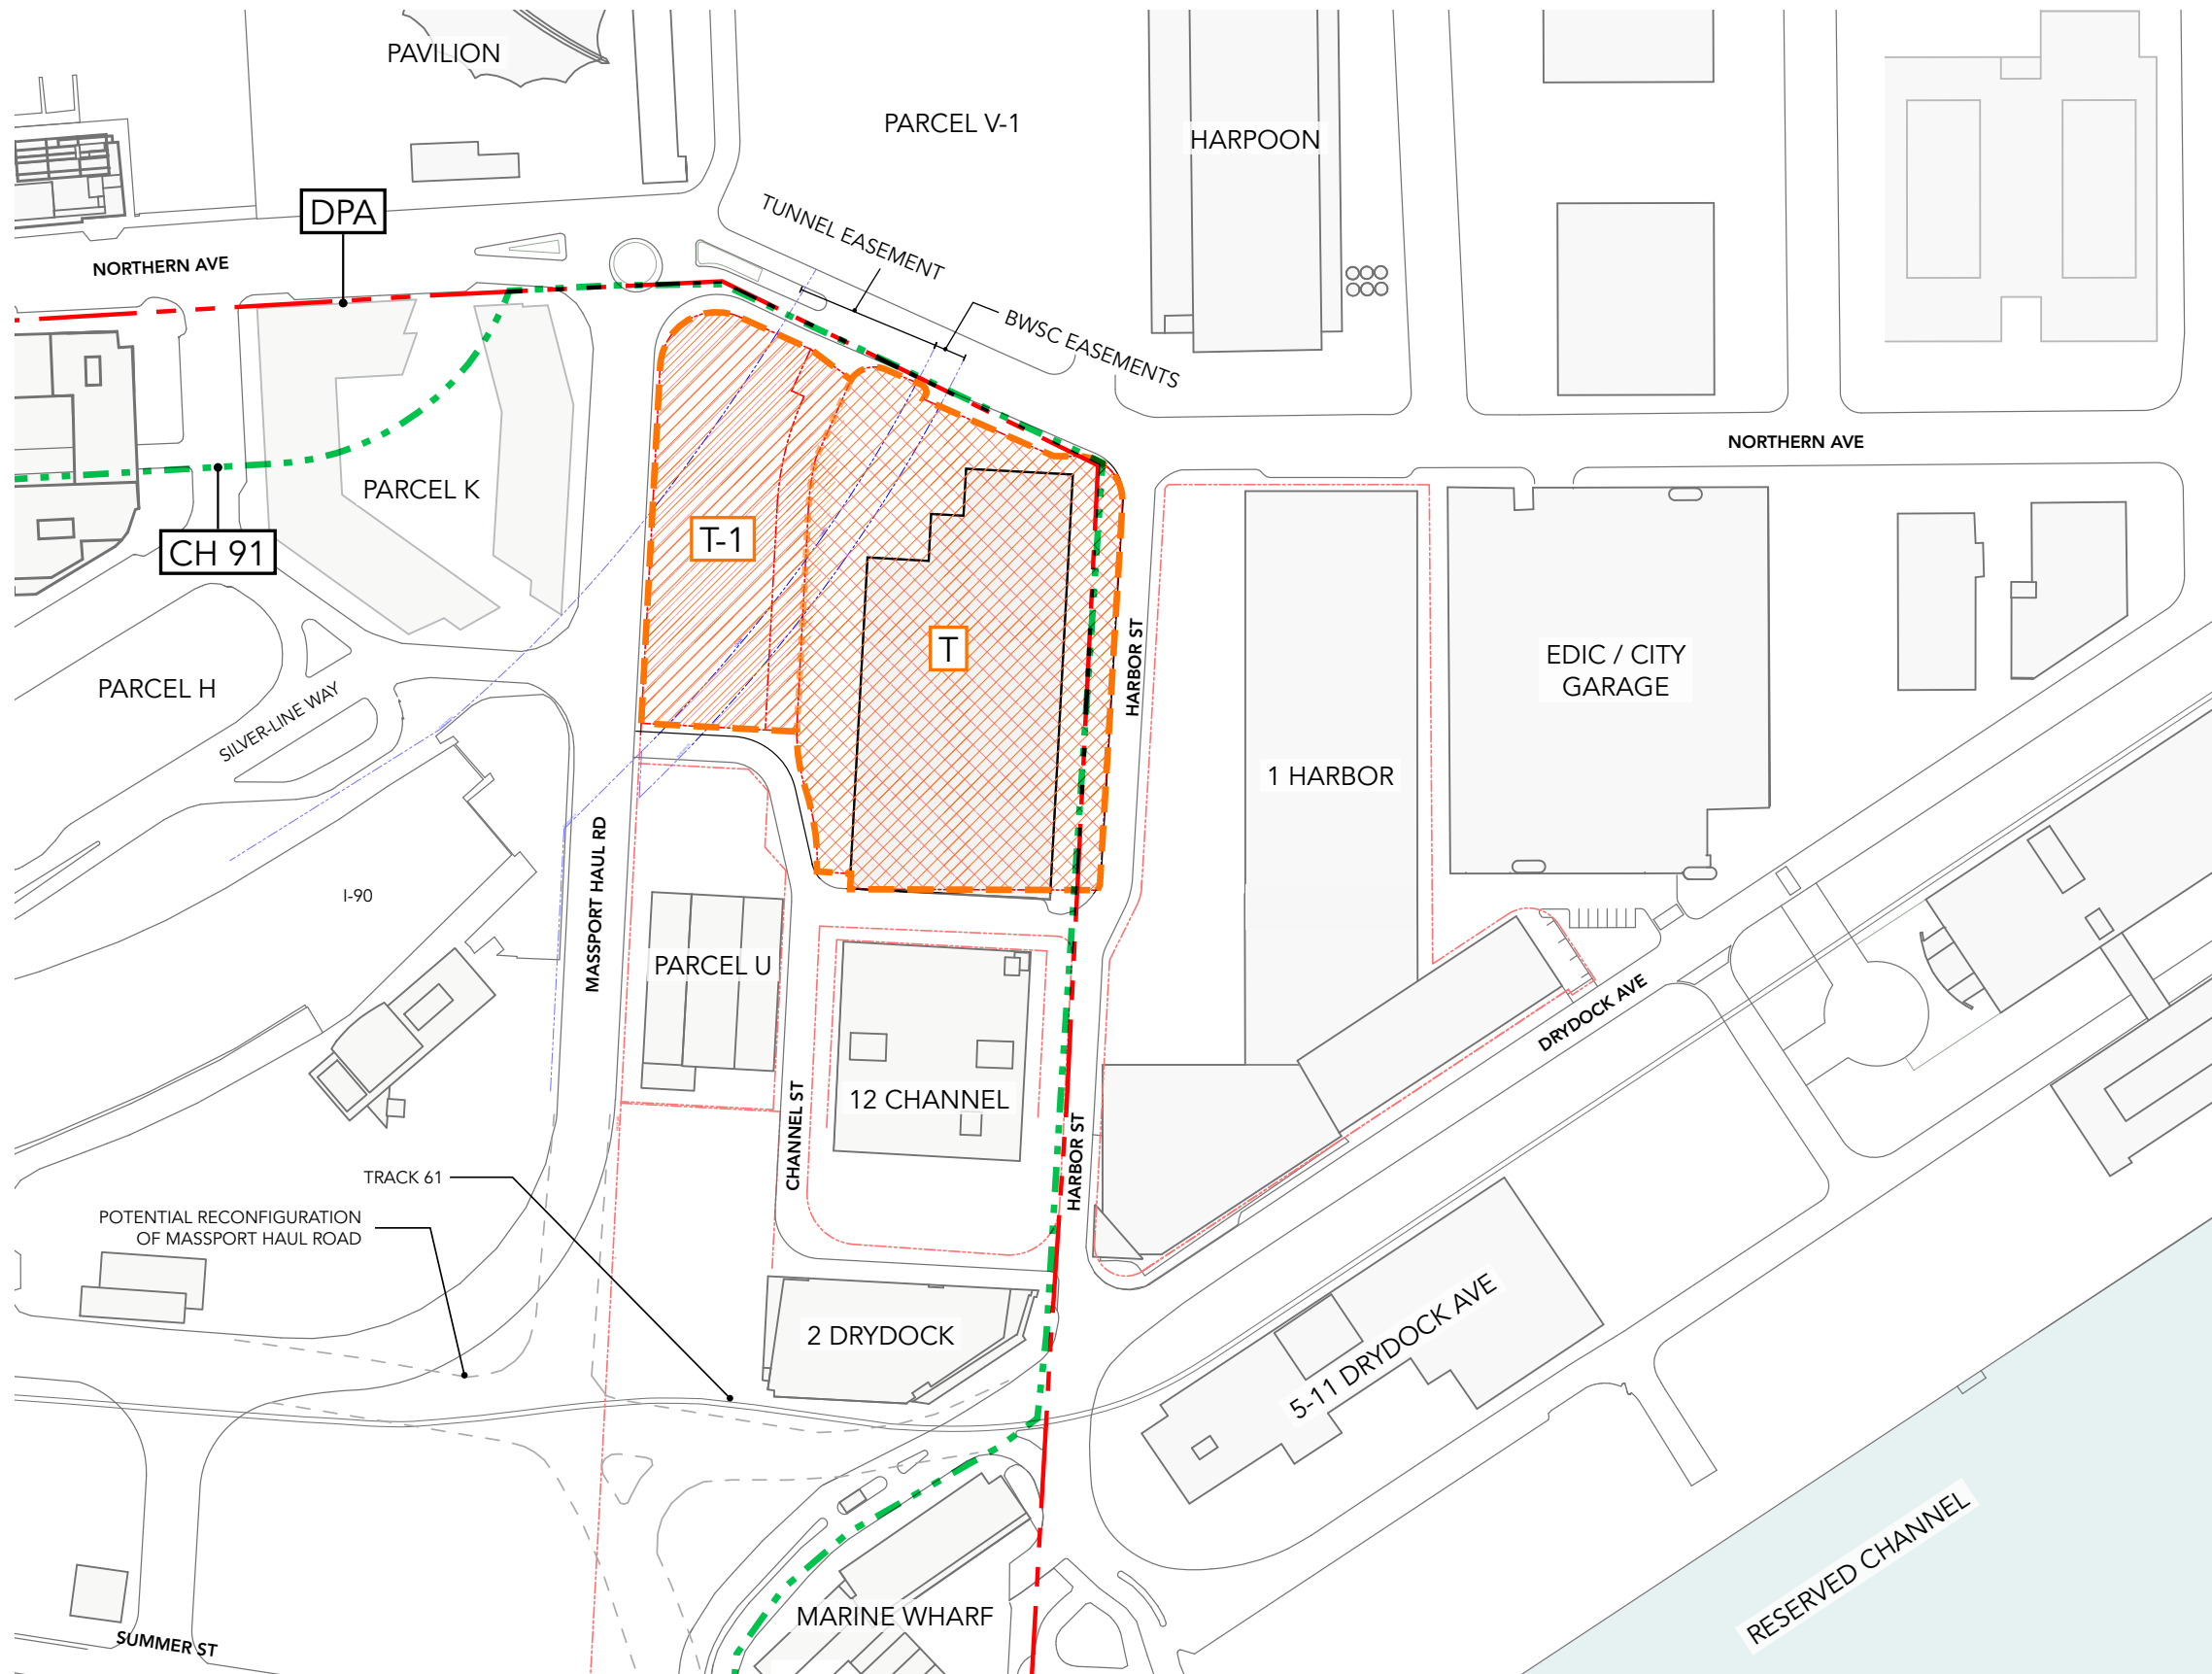 PAVILION
PARCEL V-1
HARPOON
DPA
TUNNEL EASEMENT
NORTHERN AVE
BWSC EASEMENTS
NORTHERN AVE
PARCEL K
T-1
CH 91
T
HARBOR ST
EDIC / CITY
GARAGE
PARCEL H
SILVER-LINE WAY
1 HARBOR
MASSPORT HAUL RD
I-90
PARCEL U
DRYDOCK AVE
12 CHANNEL
CHANNEL ST
HARBOR ST
TRACK 61
POTENTIAL RECONFIGURATION
OF MASSPORT HAUL ROAD
2 DRYDOCK
5-11 DRYDOCK AVE
RESERVED CHANNEL
MARINE WHARF
SUMMER ST